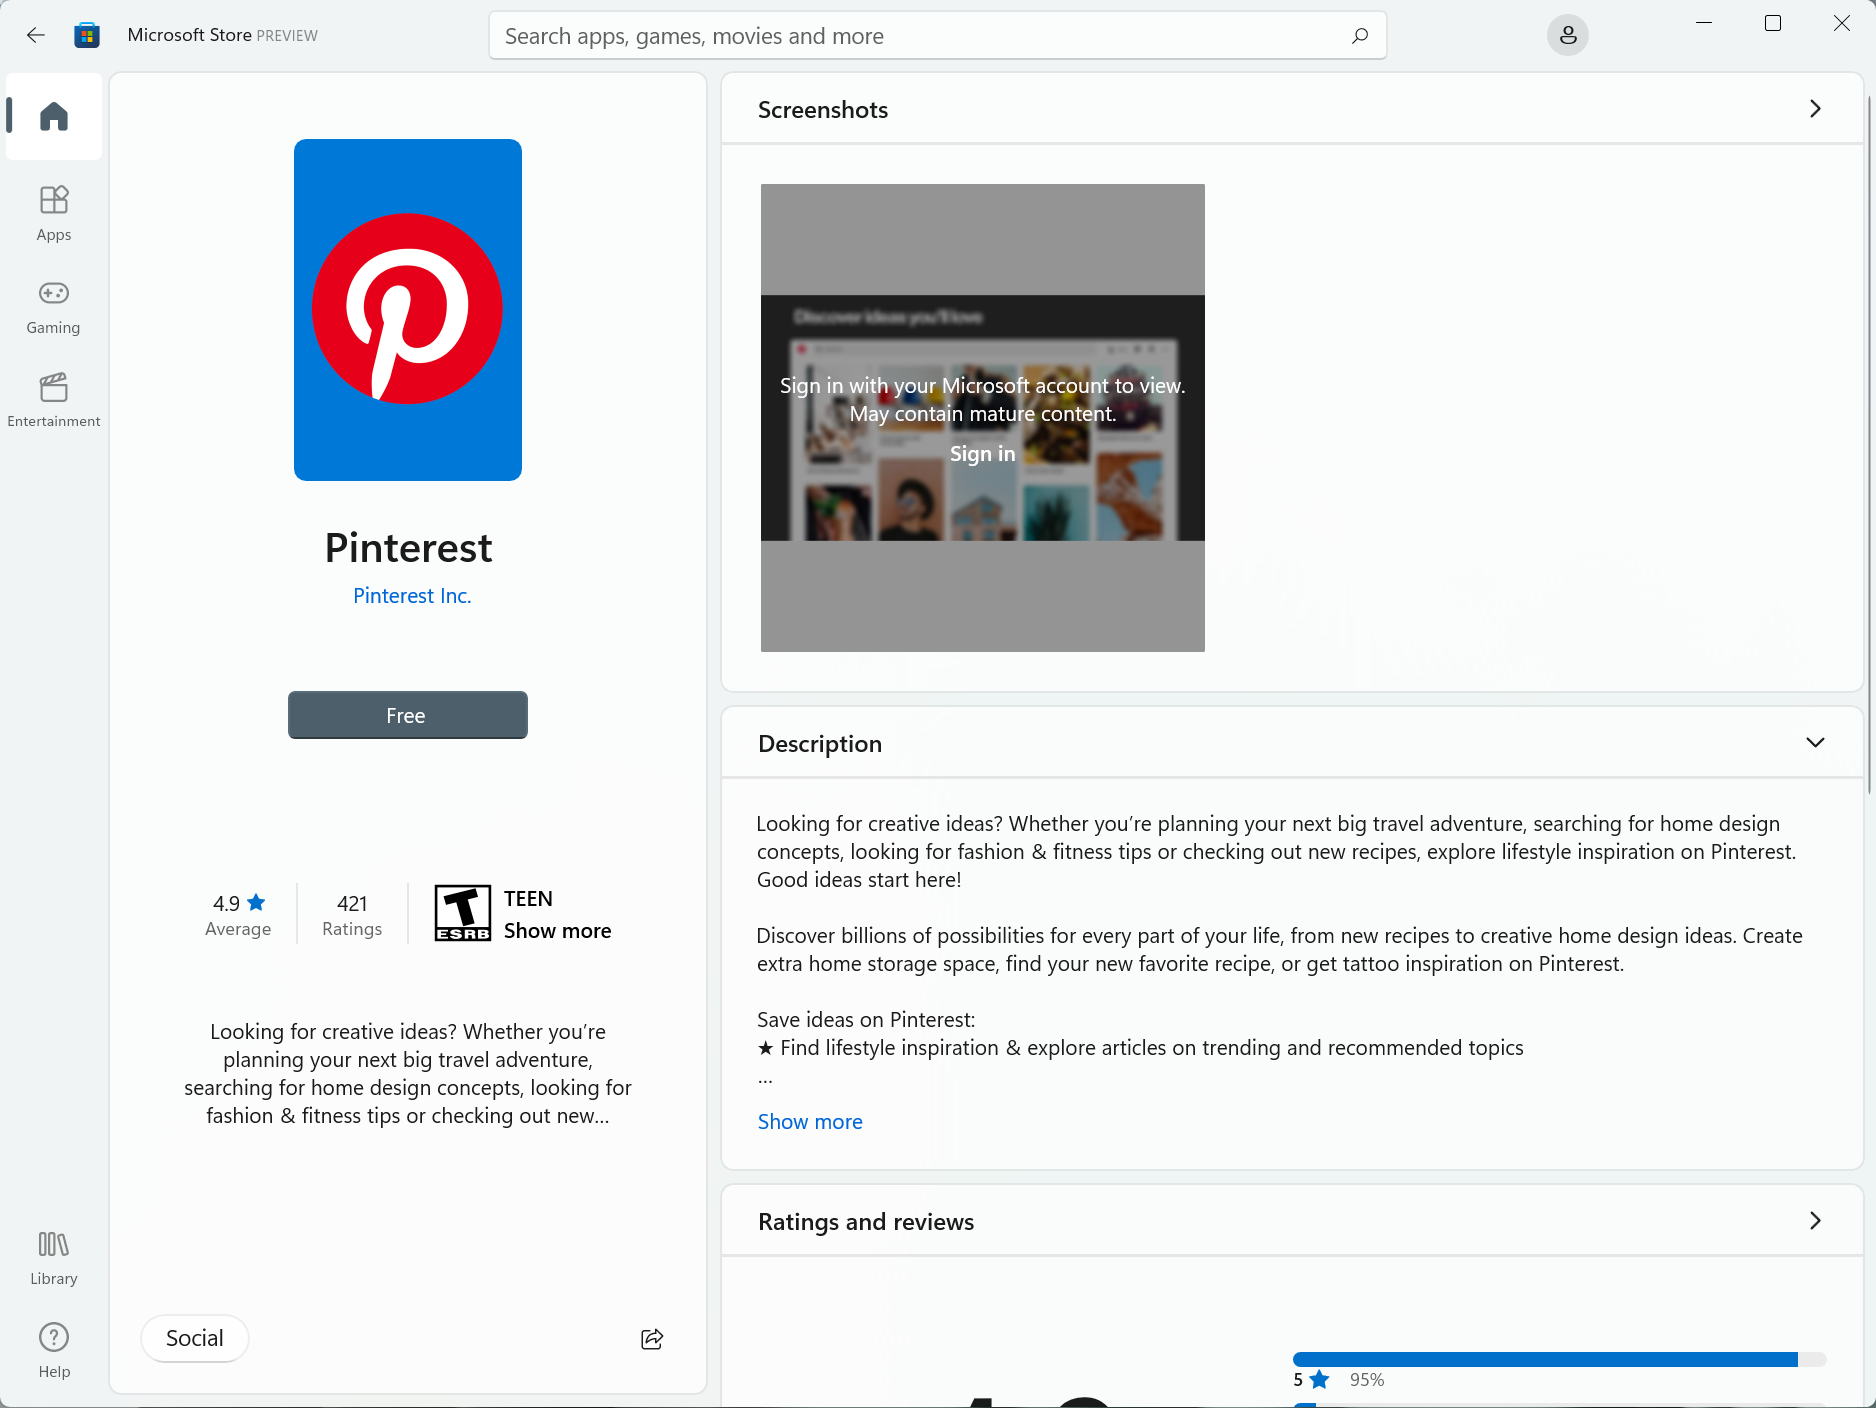 Microsoft Store PREVIEW
Search apps, games, movies and more
Apps
Gaming
Entertainment
Library
Help
Pinterest
Pinterest Inc.
Free
4.9
Average
421
Ratings
T
ESRB
TEEN
Show more
Looking for creative ideas? Whether you’re
planning your next big travel adventure,
searching for home design concepts, looking for
fashion & fitness tips or checking out new...
Social
Screenshots
Discover ideas you'll love
Sign in with your Microsoft account to view.
May contain mature content.
Sign in
Description
Looking for creative ideas? Whether you’re planning your next big travel adventure, searching for home design
concepts, looking for fashion & fitness tips or checking out new recipes, explore lifestyle inspiration on Pinterest.
Good ideas start here!
Discover billions of possibilities for every part of your life, from new recipes to creative home design ideas. Create
extra home storage space, find your new favorite recipe, or get tattoo inspiration on Pinterest.
Save ideas on Pinterest:
★ Find lifestyle inspiration & explore articles on trending and recommended topics
...
Show more
Ratings and reviews
5 ★ 95%